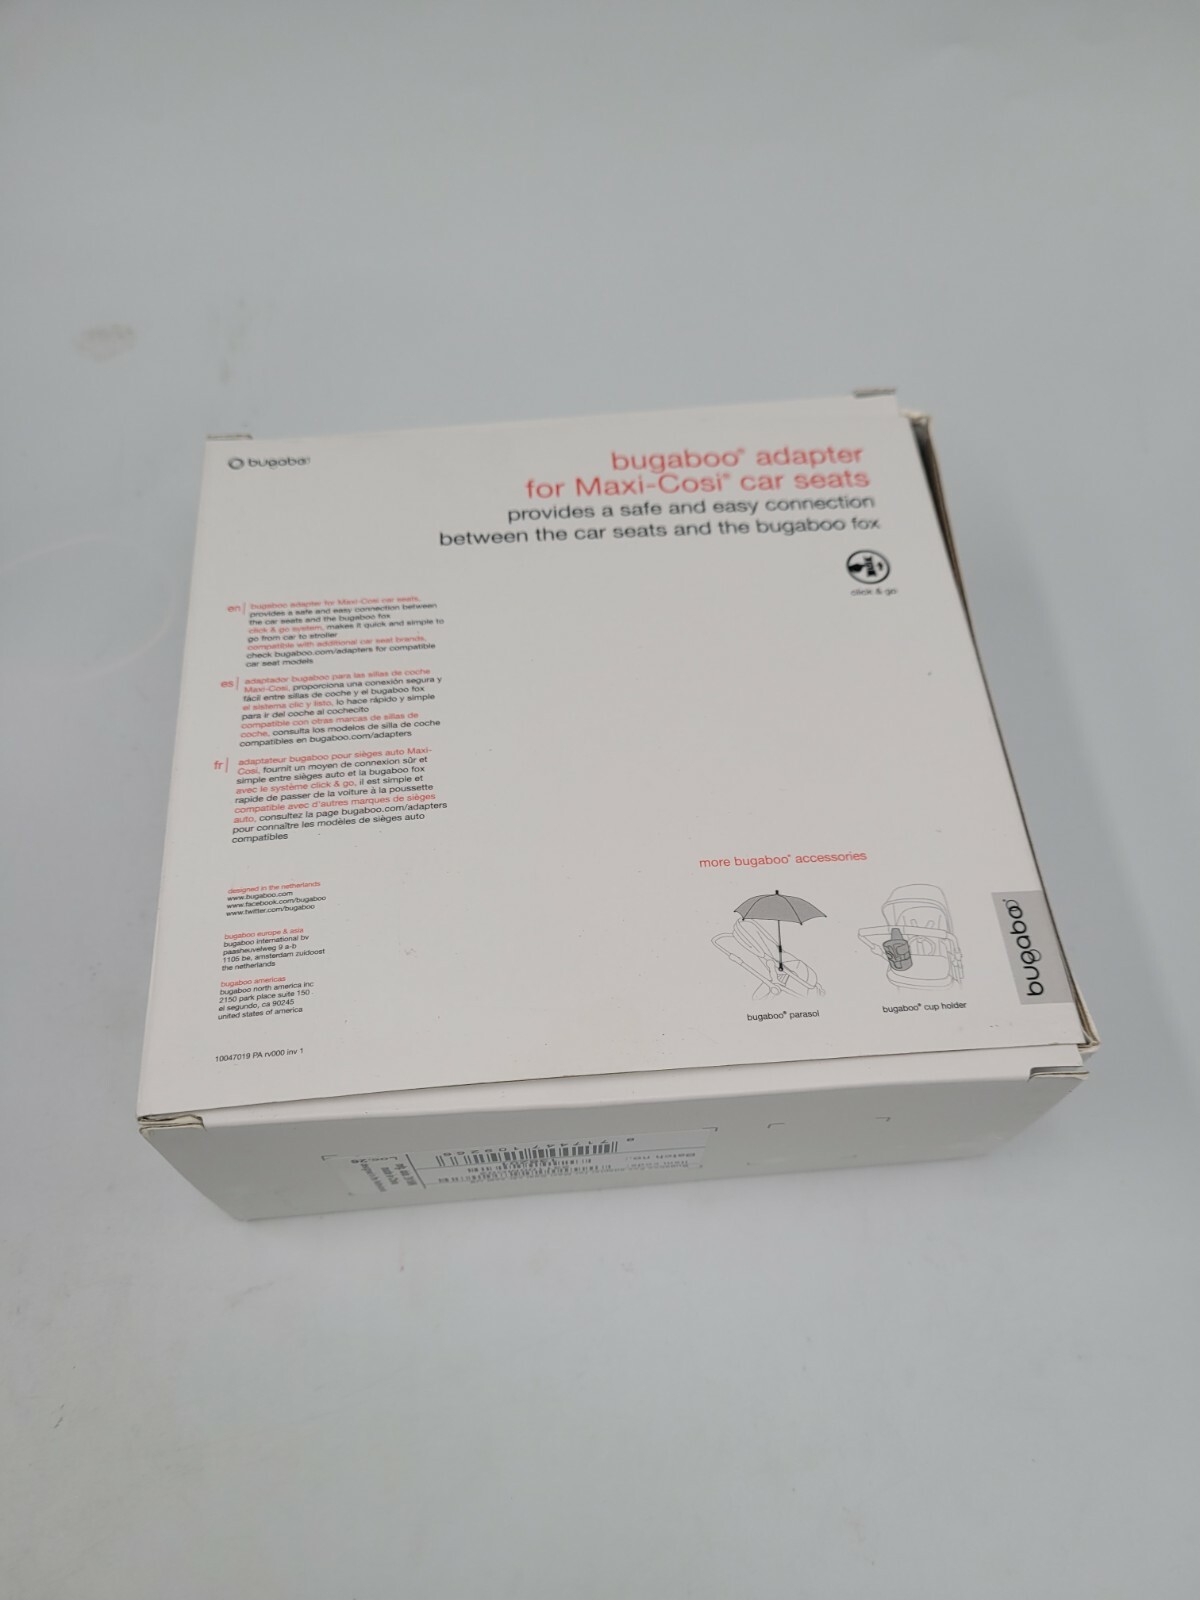 bugaboo
bugaboo® adapter
for Maxi-Cosi® car seats
provides a safe and easy connection
between the car seats and the bugaboo fox
click & go
en
bugaboo adapter for Maxi-Cosi car seats,
provides a safe and easy connection between
the car seats and the bugaboo fox
click & go system, makes it quick and simple to
go from car to stroller
compatible with additional car seat brands,
check bugaboo.com/adapters for compatible
car seat models
es
adaptador bugaboo para las sillas de coche
Maxi-Cosi, proporciona una conexión segura y
fácil entre sillas de coche y el bugaboo fox
el sistema clic y listo, lo hace rápido y simple
para ir del coche al cochecito
compatible con otras marcas de sillas de
coche, consulta los modelos de silla de coche
compatibles en bugaboo.com/adapters
fr
adaptateur bugaboo pour sièges auto Maxi-
Cosi, fournit un moyen de connexion sûr et
simple entre sièges auto et la bugaboo fox
avec le système click & go, il est simple et
rapide de passer de la voiture à la poussette
compatible avec d'autres marques de sièges
auto, consultez la page bugaboo.com/adapters
pour connaître les modèles de sièges auto
compatibles
more bugaboo® accessories
bugaboo® parasol
bugaboo® cup holder
bugaboo
designed in the netherlands
www.bugaboo.com
www.facebook.com/bugaboo
www.twitter.com/bugaboo
bugaboo europe & asia
bugaboo international bv
paasheuvelweg 9 a-b
1105 be, amsterdam zuidoost
the netherlands
bugaboo americas
bugaboo north america inc
2150 park place suite 150
el segundo, ca 90245
united states of america
10047019 PA rv000 inv 1
Batch no.: